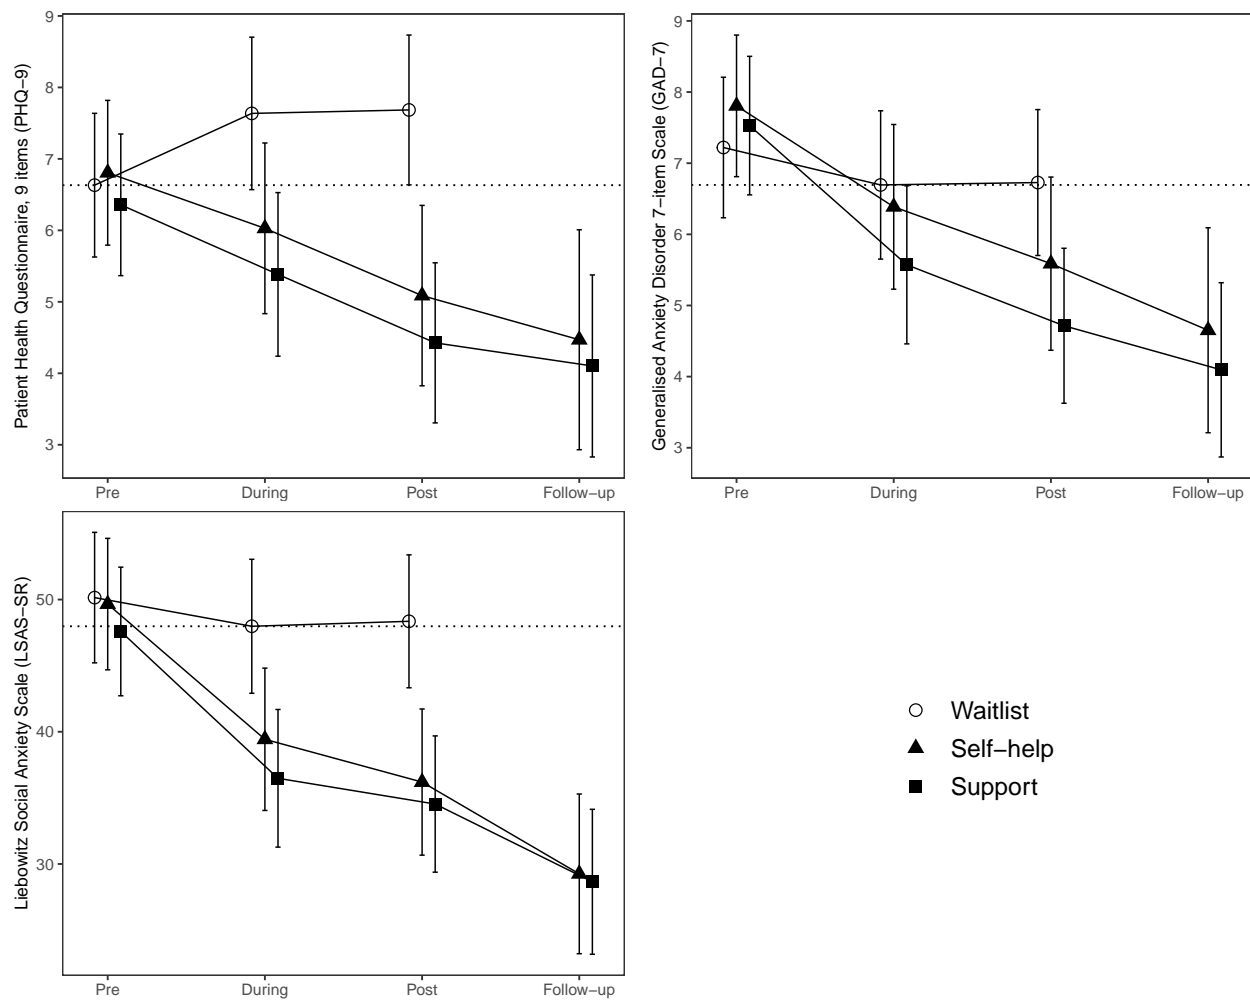 Patient Health Questionnaire, 9 items (PHQ−9)
9
8
7
6
5
4
3
Pre During Post Follow−up
Generalised Anxiety Disorder 7−item Scale (GAD−7)
9
8
7
6
5
4
3
Pre During Post Follow−up
Liebowitz Social Anxiety Scale (LSAS−SR)
50
40
30
Pre During Post Follow−up
Waitlist
Self−help
Support